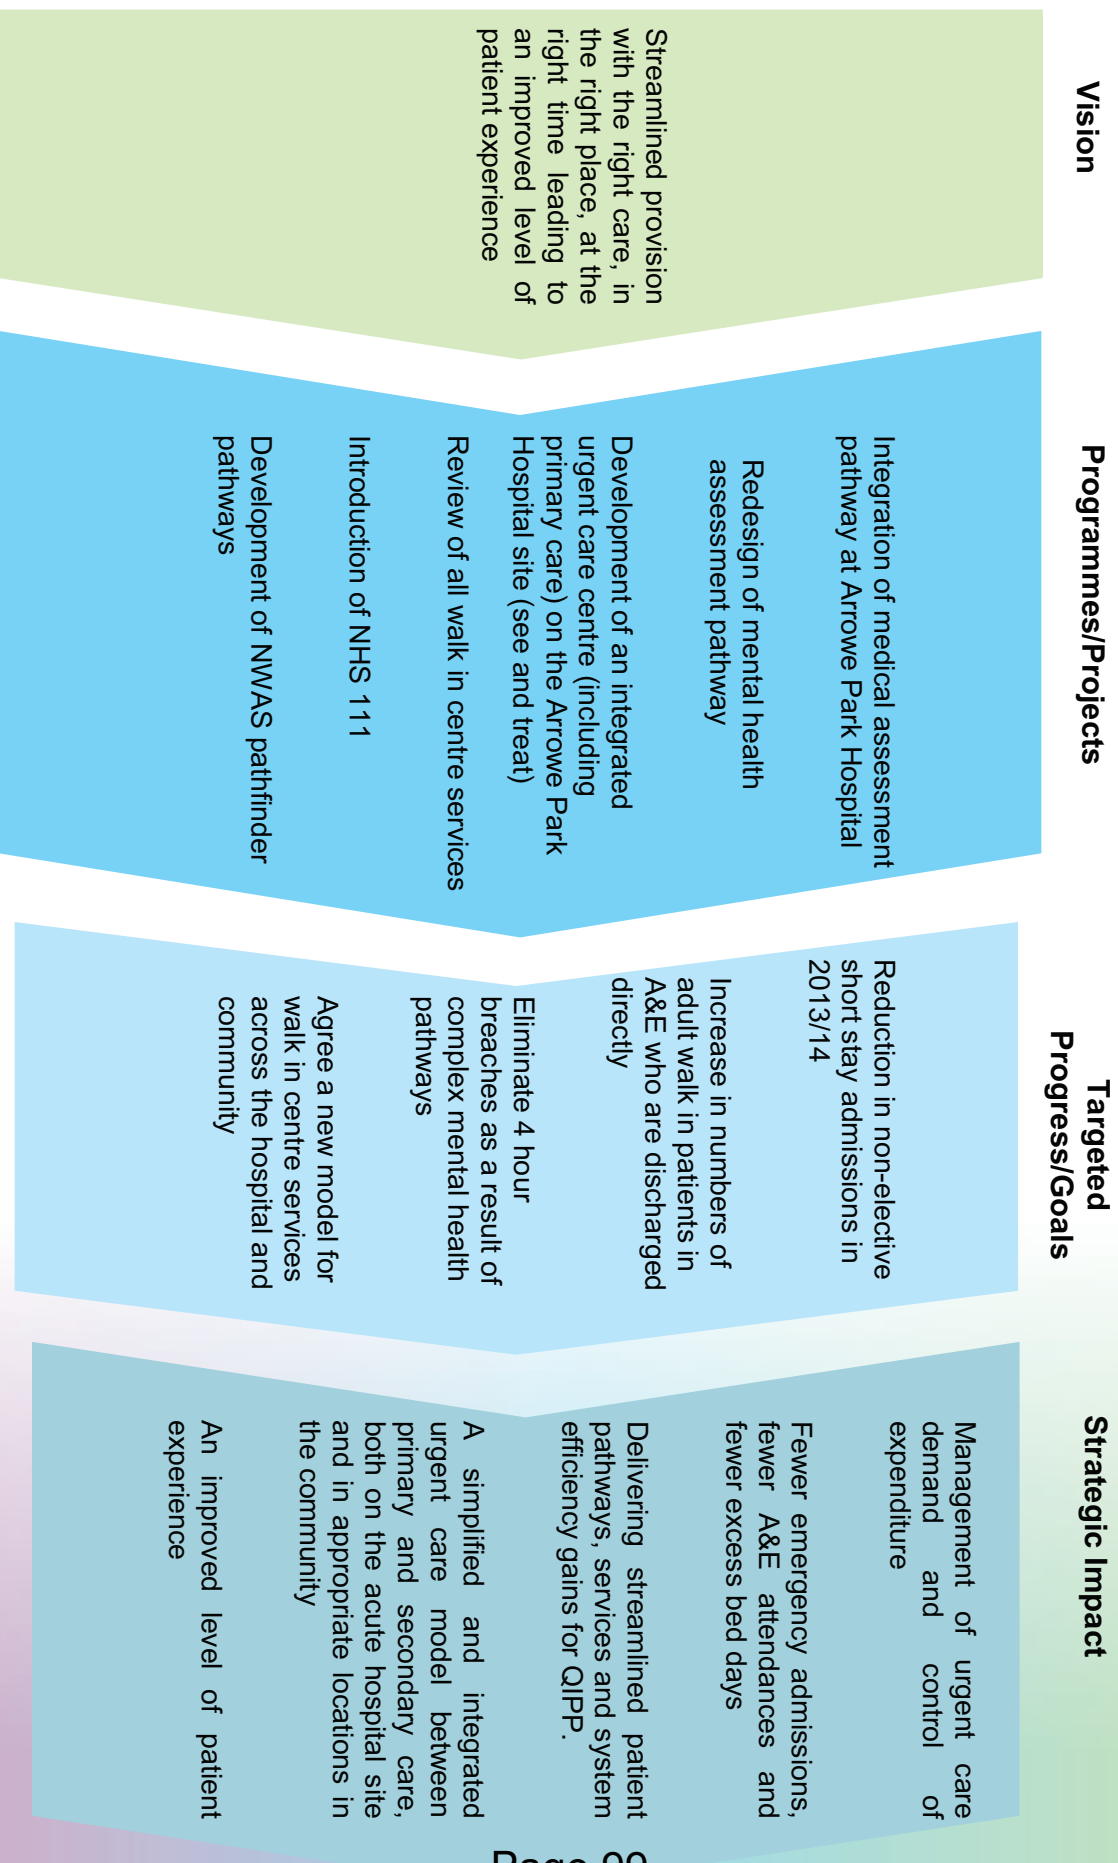 Vision
Streamlined provision
with the right care, in
the right place, at the
right time leading to
an improved level of
patient experience
Programmes/Projects
Integration of medical assessment
pathway at Arrowe Park Hospital
Redesign of mental health
assessment pathway
Development of an integrated
urgent care centre (including
primary care) on the Arrowe Park
Hospital site (see and treat)
Review of all walk in centre services
Introduction of NHS 111
Development of NWAS pathfinder
pathways
Targeted
Progress/Goals
Reduction in non-elective
short stay admissions in
2013/14
Increase in numbers of
adult walk in patients in
A&E who are discharged
directly
Eliminate 4 hour
breaches as a result of
complex mental health
pathways
Agree a new model for
walk in centre services
across the hospital and
community
Strategic Impact
Management of urgent care
demand and control of
expenditure
Fewer emergency admissions,
fewer A&E attendances and
fewer excess bed days
Delivering streamlined patient
pathways, services and system
efficiency gains for QIPP.
A simplified and integrated
urgent care model between
primary and secondary care,
both on the acute hospital site
and in appropriate locations in
the community
An improved level of patient
experience
Page 99